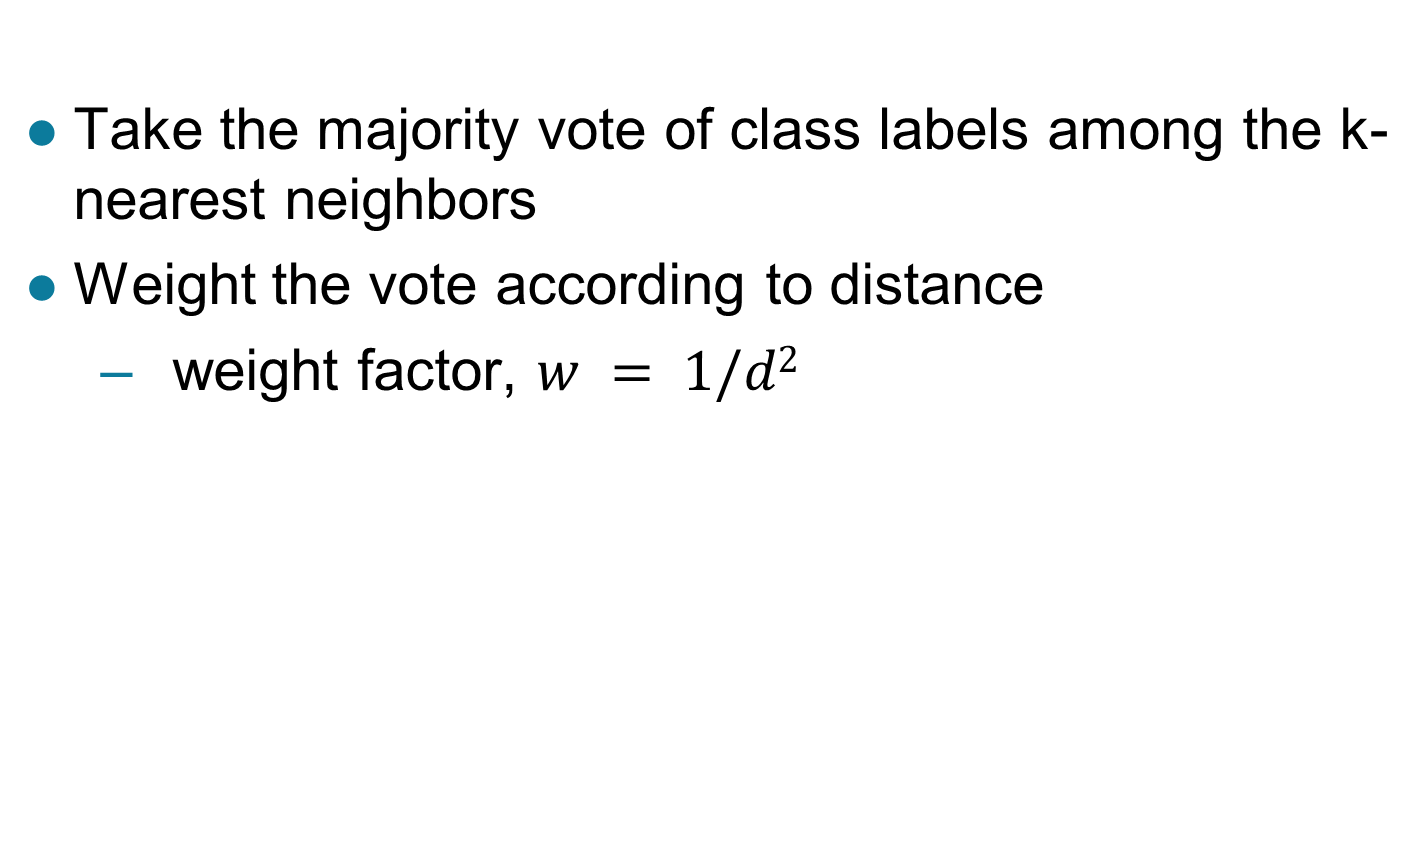 ● Take the majority vote of class labels among the k-
nearest neighbors
● Weight the vote according to distance
– weight factor, w = 1/d²